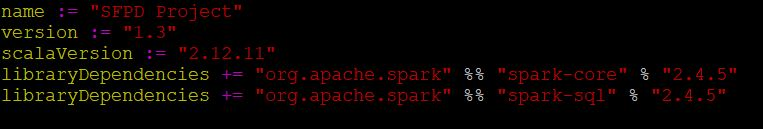 name := "SFPD Project"
version := "1.3"
scalaVersion := "2.12.11"
libraryDependencies += "org.apache.spark" %% "spark-core" % "2.4.5"
libraryDependencies += "org.apache.spark" %% "spark-sql" % "2.4.5"